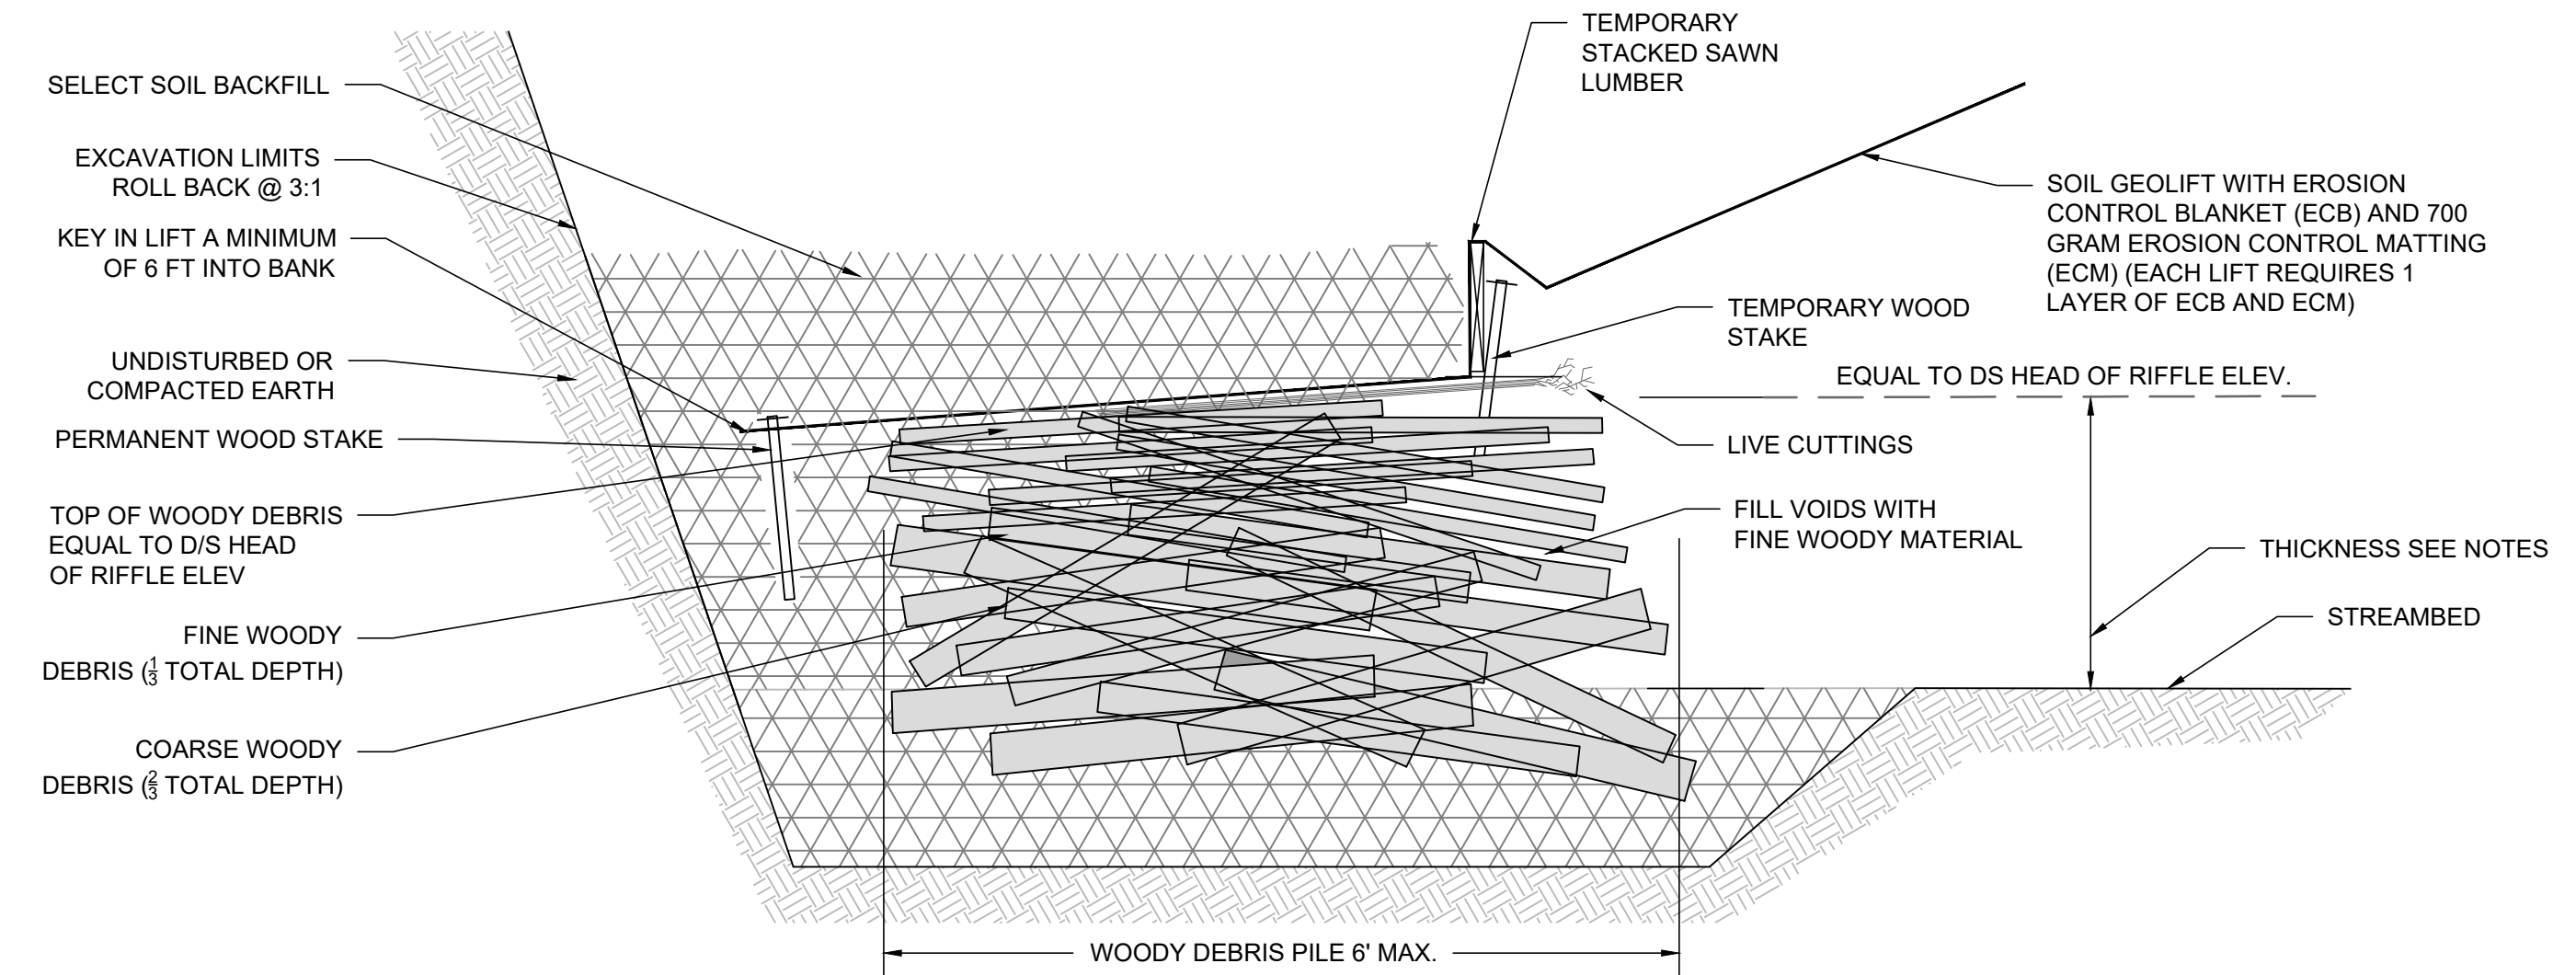 SELECT SOIL BACKFILL
EXCAVATION LIMITS
ROLL BACK @ 3:1
KEY IN LIFT A MINIMUM
OF 6 FT INTO BANK
UNDISTURBED OR
COMPACTED EARTH
PERMANENT WOOD STAKE
TOP OF WOODY DEBRIS
EQUAL TO D/S HEAD
OF RIFFLE ELEV
FINE WOODY
DEBRIS (1/3 TOTAL DEPTH)
COARSE WOODY
DEBRIS (2/3 TOTAL DEPTH)
TEMPORARY
STACKED SAWN
LUMBER
SOIL GEOLIFT WITH EROSION
CONTROL BLANKET (ECB) AND 700
GRAM EROSION CONTROL MATTING
(ECM) (EACH LIFT REQUIRES 1
LAYER OF ECB AND ECM)
TEMPORARY WOOD
STAKE
EQUAL TO DS HEAD OF RIFFLE ELEV.
LIVE CUTTINGS
FILL VOIDS WITH
FINE WOODY MATERIAL
THICKNESS SEE NOTES
STREAMBED
WOODY DEBRIS PILE 6' MAX.